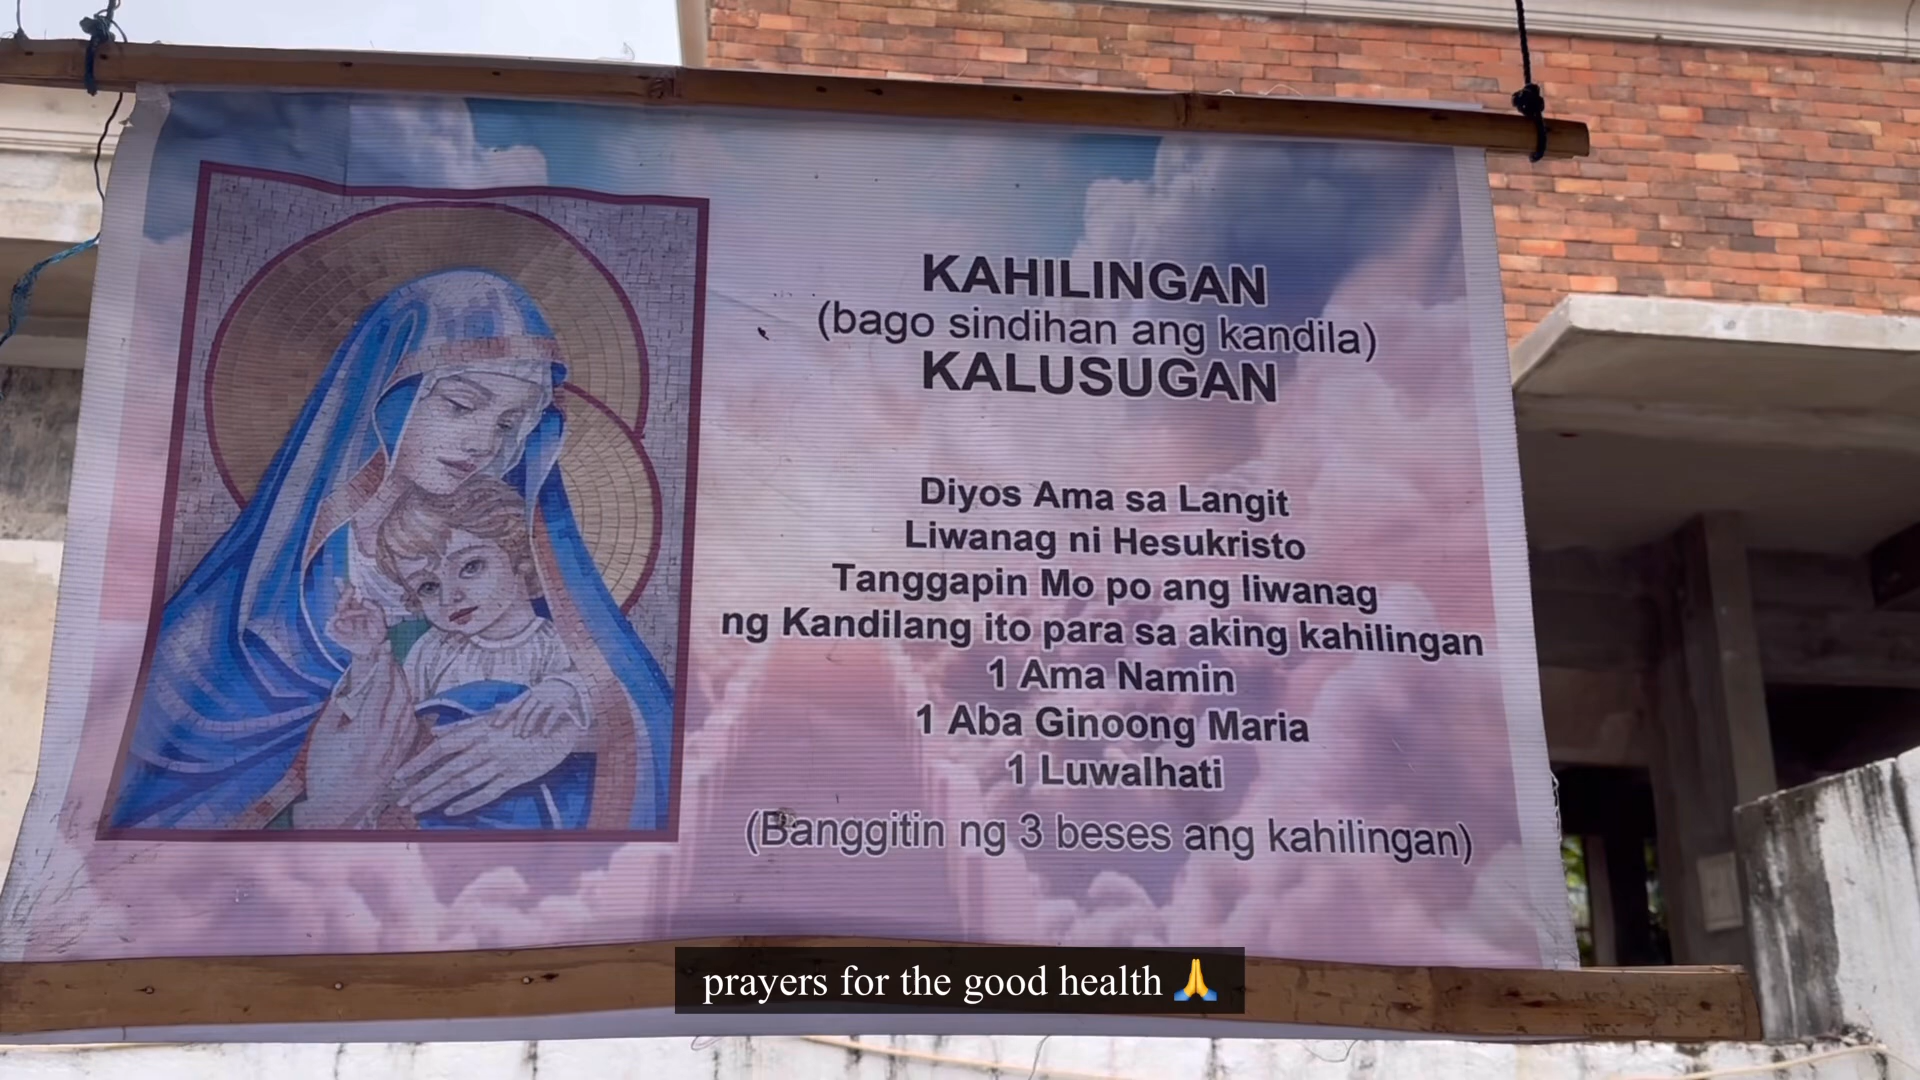 KAHILINGAN
(bago sindihan ang kandila)
KALUSUGAN
Diyos Ama sa Langit
Liwanag ni Hesukristo
Tanggapin Mo po ang liwanag
ng Kandilang ito para sa aking kahilingan
1 Ama Namin
1 Aba Ginoong Maria
1 Luwalhati
(Banggitin ng 3 beses ang kahilingan)
prayers for the good health 🙏